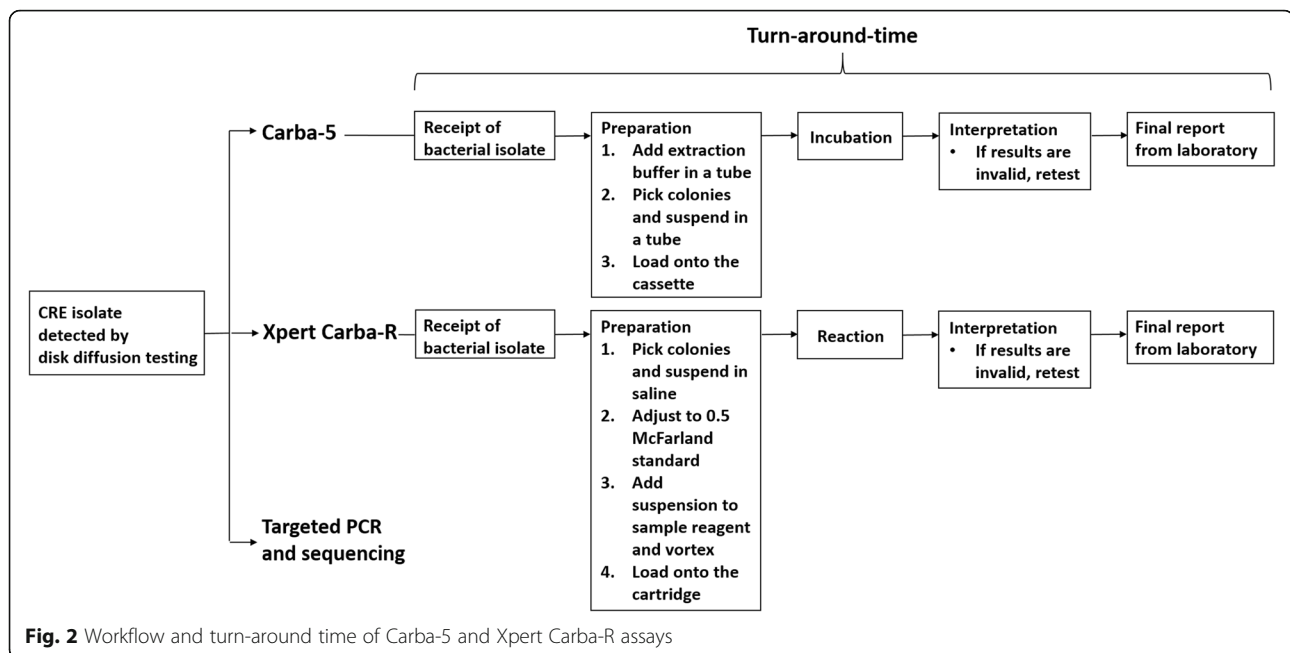 Turn-around-time
Carba-5
Receipt of
bacterial isolate
Preparation
1. Add extraction
buffer in a tube
2. Pick colonies
and suspend in
a tube
3. Load onto the
cassette
Incubation
Interpretation
• If results are
invalid, retest
Final report
from laboratory
CRE isolate
detected by
disk diffusion testing
Xpert Carba-R
Receipt of
bacterial isolate
Preparation
1. Pick colonies
and suspend in
saline
2. Adjust to 0.5
McFarland
standard
3. Add
suspension to
sample reagent
and vortex
4. Load onto the
cartridge
Reaction
Interpretation
• If results are
invalid, retest
Final report
from laboratory
Targeted PCR
and sequencing
Fig. 2 Workflow and turn-around time of Carba-5 and Xpert Carba-R assays